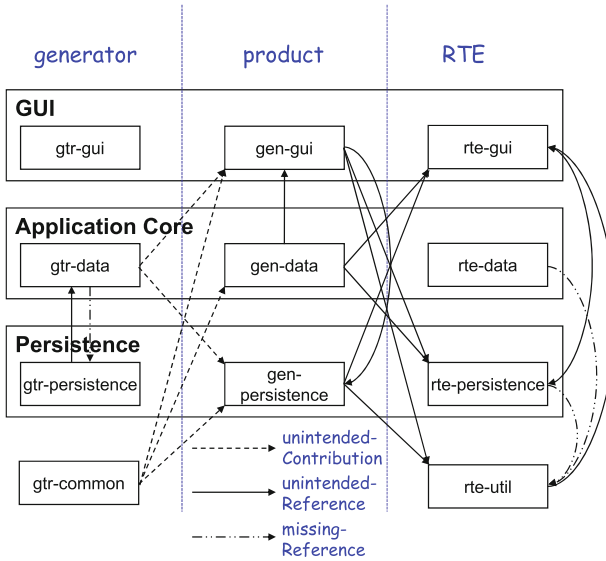 generator product RTE
GUI
gtr-gui gen-gui rte-gui
Application Core
gtr-data gen-data rte-data
Persistence
gtr-persistence gen-
persistence rte-persistence
gtr-common rte-util
unintended-
Contribution
unintended-
Reference
missing-
Reference